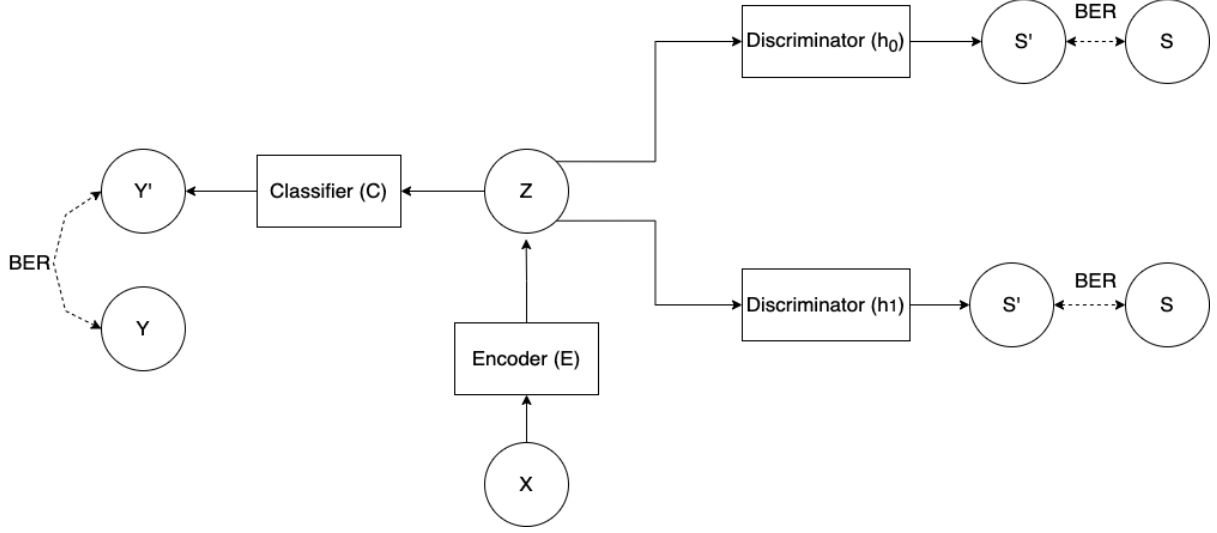 BER
Discriminator (h0)
S'
S
Y'
Classifier (C)
Z
BER
Y
BER
Discriminator (h1)
S'
S
Encoder (E)
X